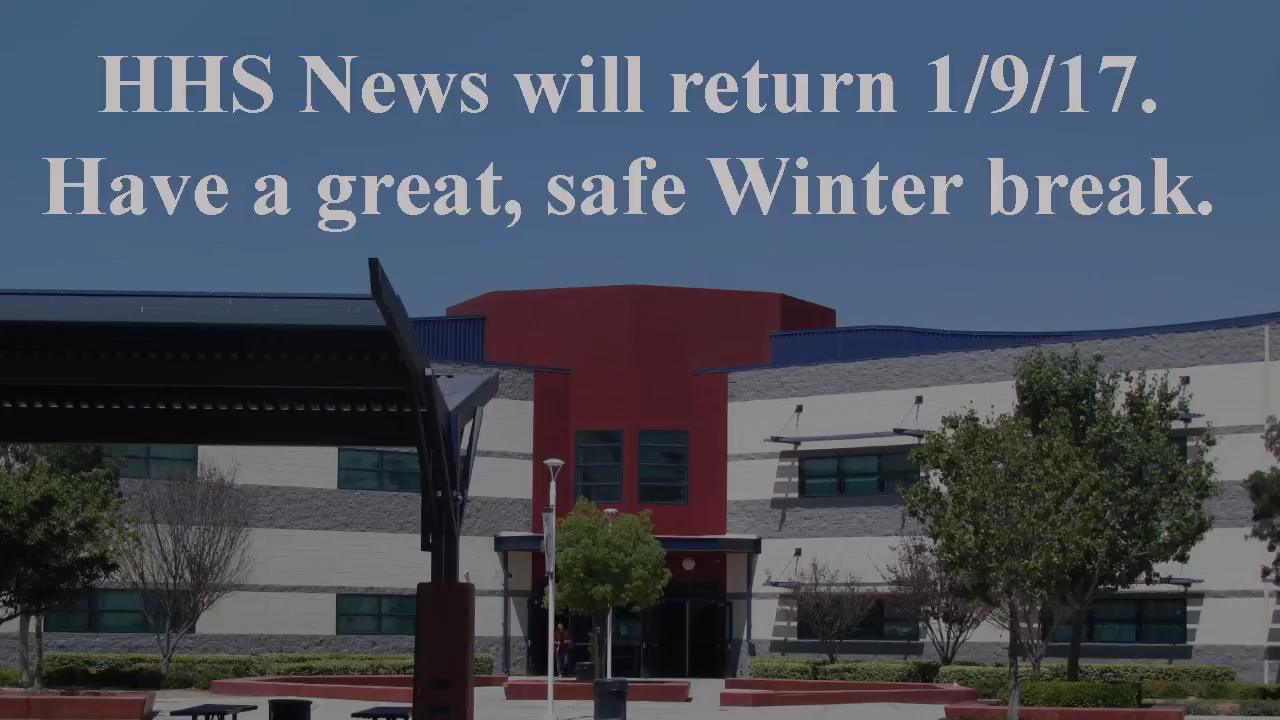 HHS News will return 1/9/17.
Have a great, safe Winter break.